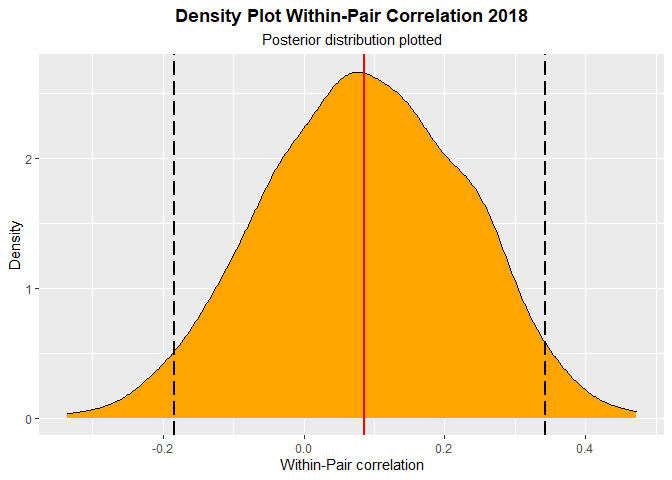 Density Plot Within-Pair Correlation 2018
Posterior distribution plotted
Density
2
1
0
-0.2 0.0 0.2 0.4
Within-Pair correlation